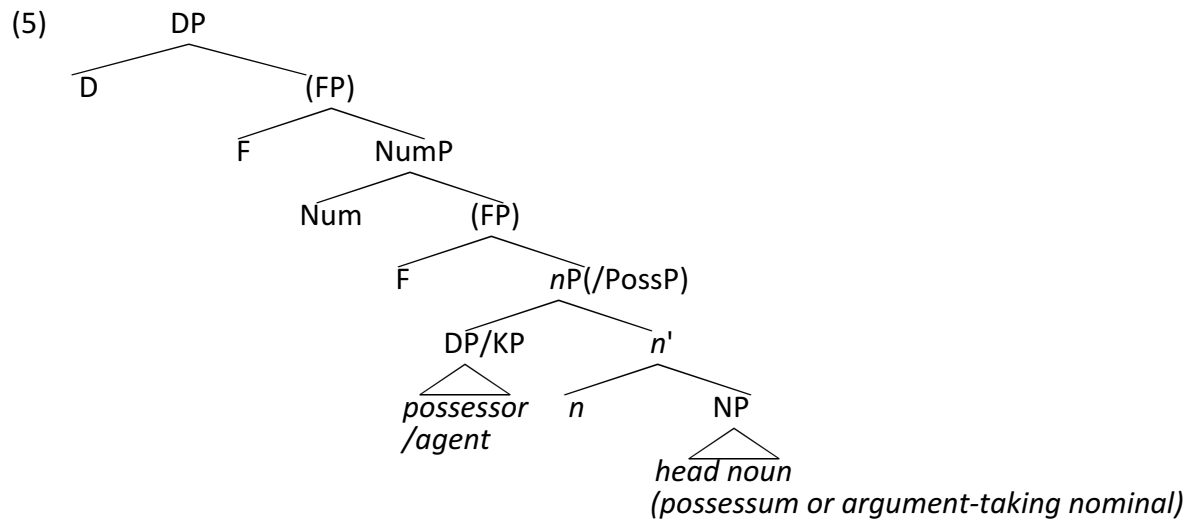 (5) DP
D (FP)
F NumP
Num (FP)
F nP(/PossP)
DP/KP n'
possessor n NP
/agent
head noun
(possessum or argument-taking nominal)